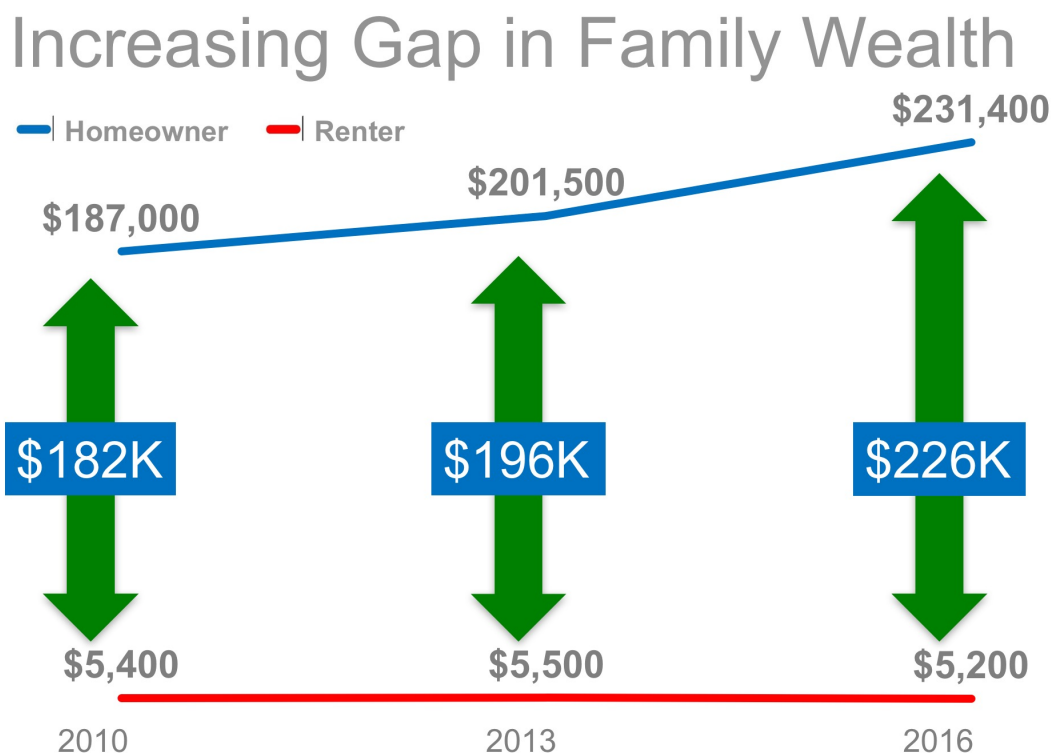 Increasing Gap in Family Wealth
Homeowner Renter
$231,400
$201,500
$187,000
$182K $196K $226K
$5,400 $5,500 $5,200
2010 2013 2016